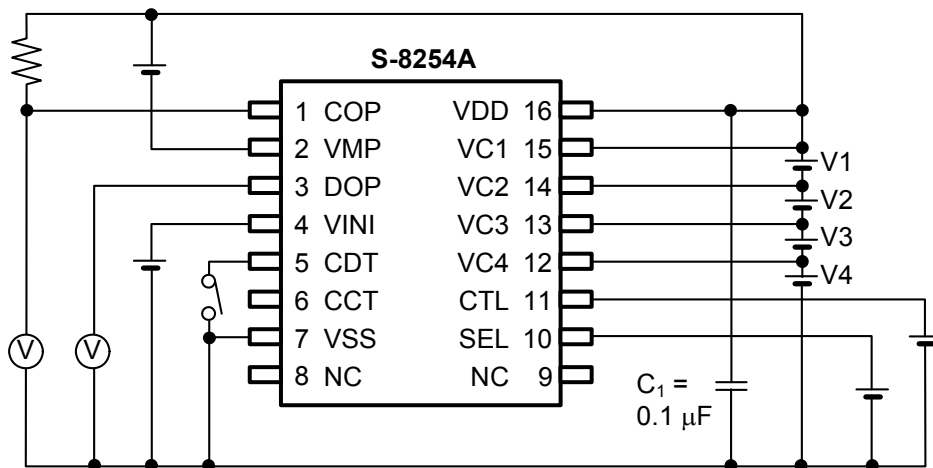 S-8254A
1 COP VDD 16
2 VMP VC1 15
3 DOP VC2 14
4 VINI VC3 13
5 CDT VC4 12
6 CCT CTL 11
7 VSS SEL 10
8 NC NC 9
V1
V2
V3
V4
V V
C₁ =
0.1 μF